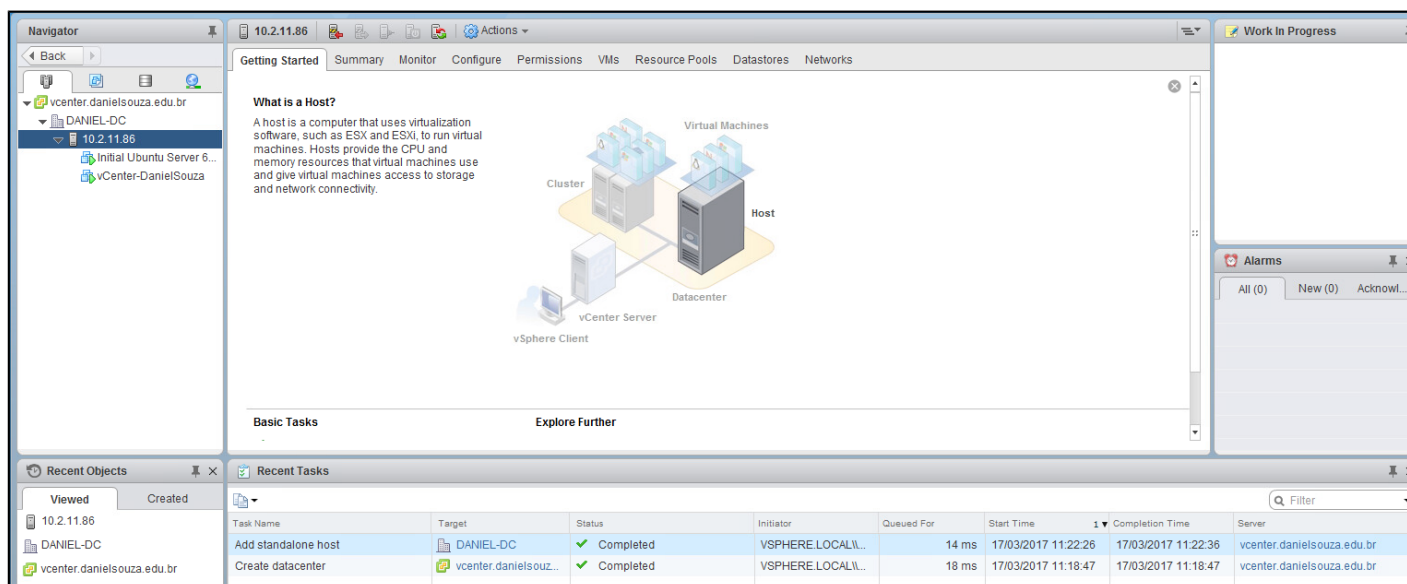 Navigator
Back
vcenter.danielsouza.edu.br
DANIEL-DC
10.2.11.86
Initial Ubuntu Server 6...
vCenter-DanielSouza
10.2.11.86 Actions
Getting Started Summary Monitor Configure Permissions VMs Resource Pools Datastores Networks
What is a Host?
A host is a computer that uses virtualization
software, such as ESX and ESXi, to run virtual
machines. Hosts provide the CPU and
memory resources that virtual machines use
and give virtual machines access to storage
and network connectivity.
Virtual Machines
Cluster
Host
Datacenter
vCenter Server
vSphere Client
Basic Tasks Explore Further
Work In Progress
Alarms
All (0) New (0) Acknowl...
Recent Objects
Viewed Created
10.2.11.86
DANIEL-DC
vcenter.danielsouza.edu.br
Recent Tasks
Filter
Task Name Target Status Initiator Queued For Start Time 1 Completion Time Server
Add standalone host DANIEL-DC Completed VSPHERE.LOCAL\\... 14 ms 17/03/2017 11:22:26 17/03/2017 11:22:36 vcenter.danielsouza.edu.br
Create datacenter vcenter.danielsouz... Completed VSPHERE.LOCAL\\... 18 ms 17/03/2017 11:18:47 17/03/2017 11:18:47 vcenter.danielsouza.edu.br